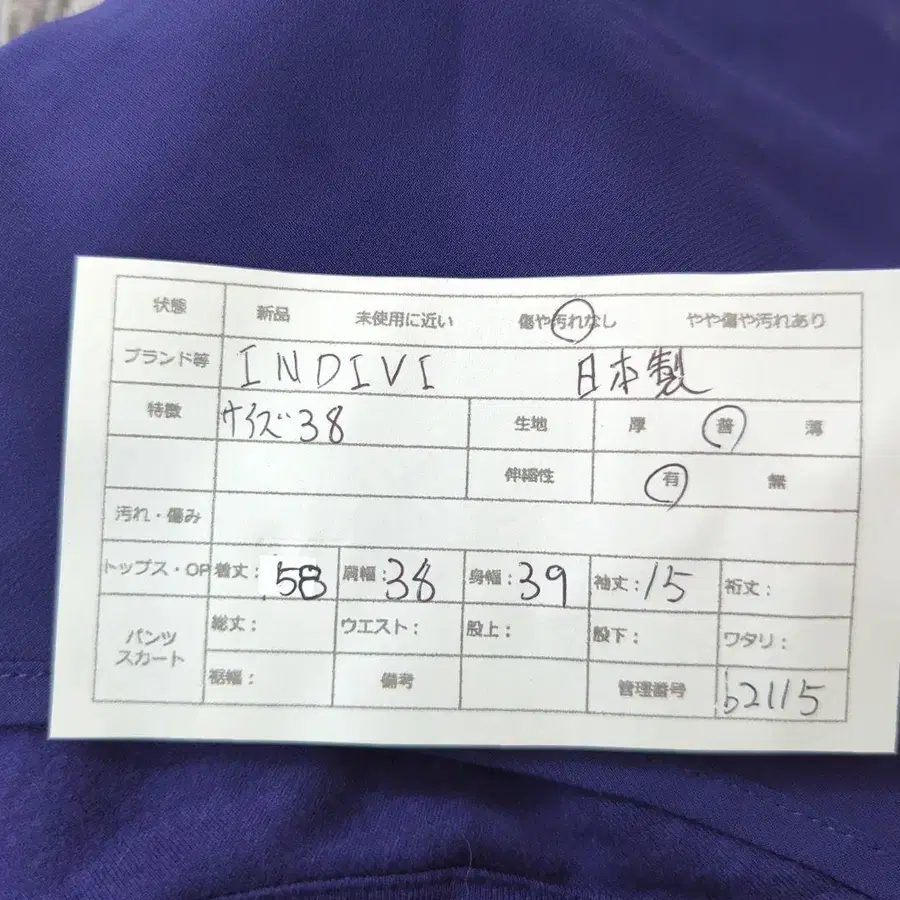 状態 新品 未使用に近い 傷や汚れなし やや傷や汚れあり
ブランド等 INDIVI 日本製
特徴 サイズ38 生地 厚 普 薄
伸縮性 有 無
汚れ・傷み
トップス・OP 着丈: 58 肩幅: 38 身幅: 39 袖丈: 15 裄丈:
パンツ
スカート
総丈: ウエスト: 股上: 股下: ワタリ:
裾幅: 備考 管理番号 b2115